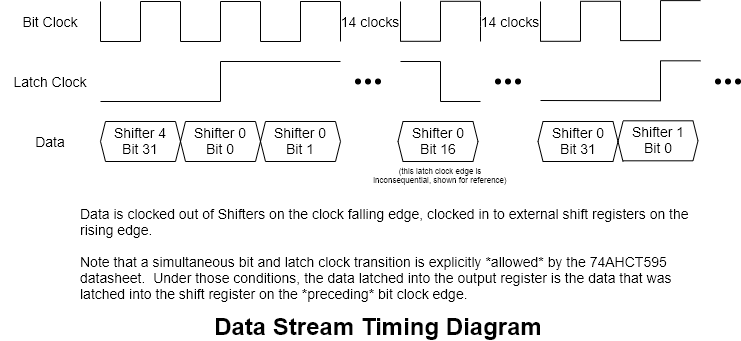 Bit Clock
14 clocks
14 clocks
Latch Clock
•••
•••
•••
Data
Shifter 4
Bit 31
Shifter 0
Bit 0
Shifter 0
Bit 1
Shifter 0
Bit 16
Shifter 0
Bit 31
Shifter 1
Bit 0
(this latch clock edge is
inconsequential, shown for reference)
Data is clocked out of Shifters on the clock falling edge, clocked in to external shift registers on the
rising edge.
Note that a simultaneous bit and latch clock transition is explicitly *allowed* by the 74AHCT595
datasheet.  Under those conditions, the data latched into the output register is the data that was
latched into the shift register on the *preceding* bit clock edge.
Data Stream Timing Diagram